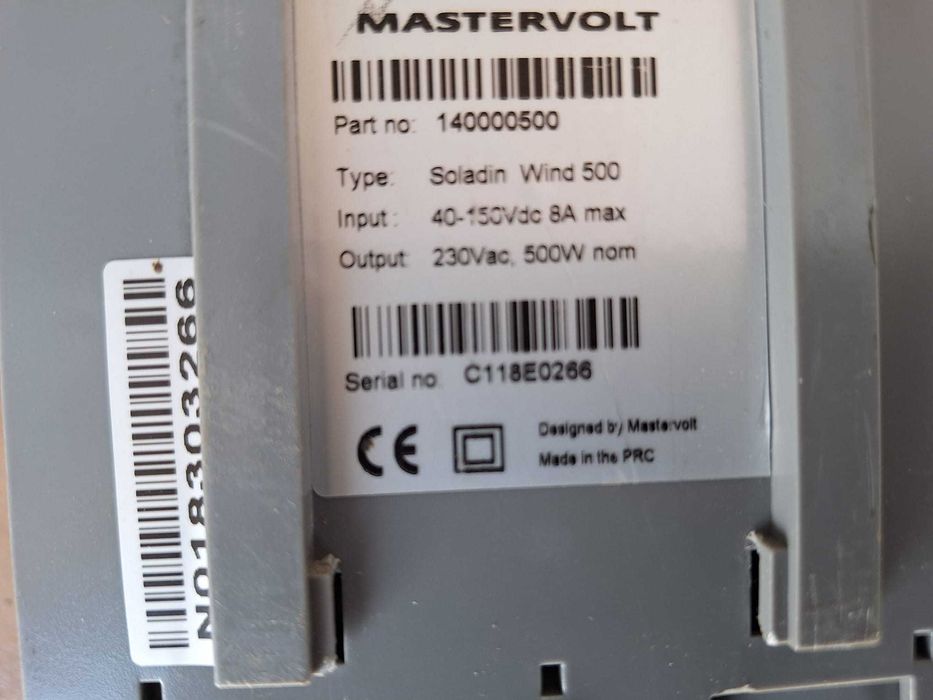 MASTERVOLT
Part no: 140000500
Type: Soladin Wind 500
Input: 40-150Vdc 8A max
Output: 230Vac, 500W nom
Serial no: C118E0266
CE
Designed by Mastervolt
Made in the PRC
N018303266